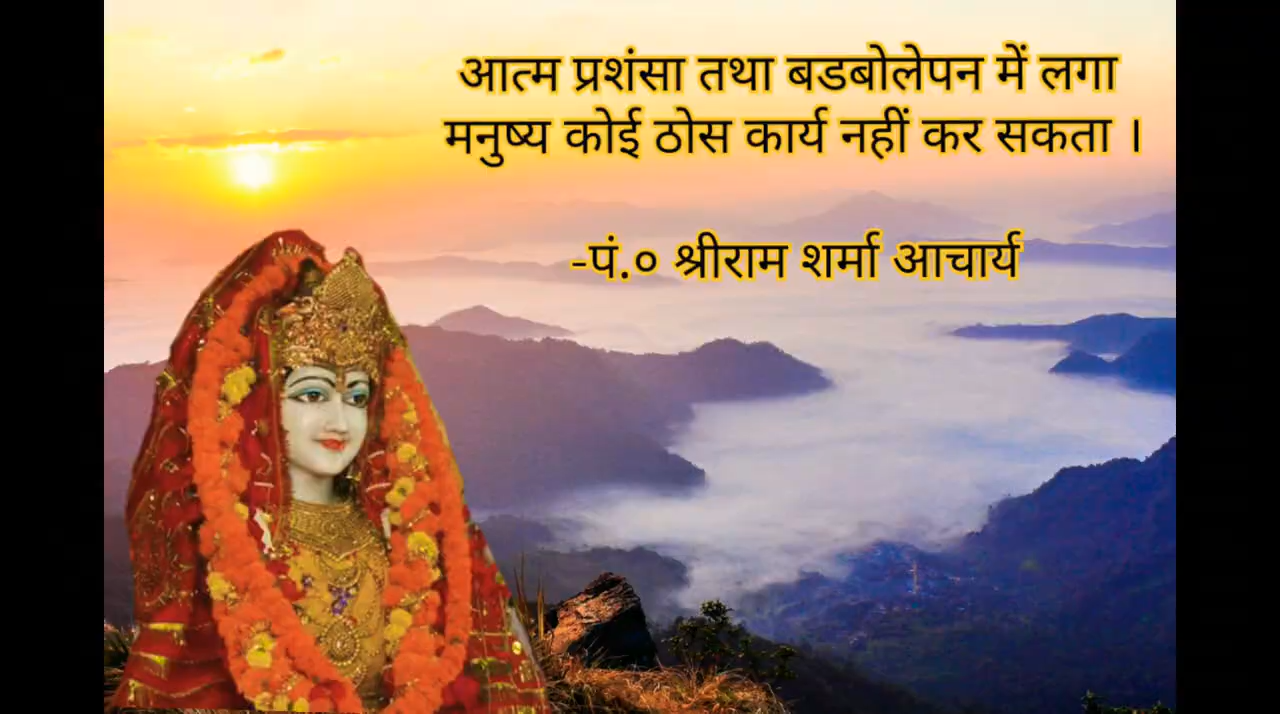 आत्म प्रशंसा तथा बडबोलेपन में लगा
मनुष्य कोई ठोस कार्य नहीं कर सकता ।
-पं.० श्रीराम शर्मा आचार्य